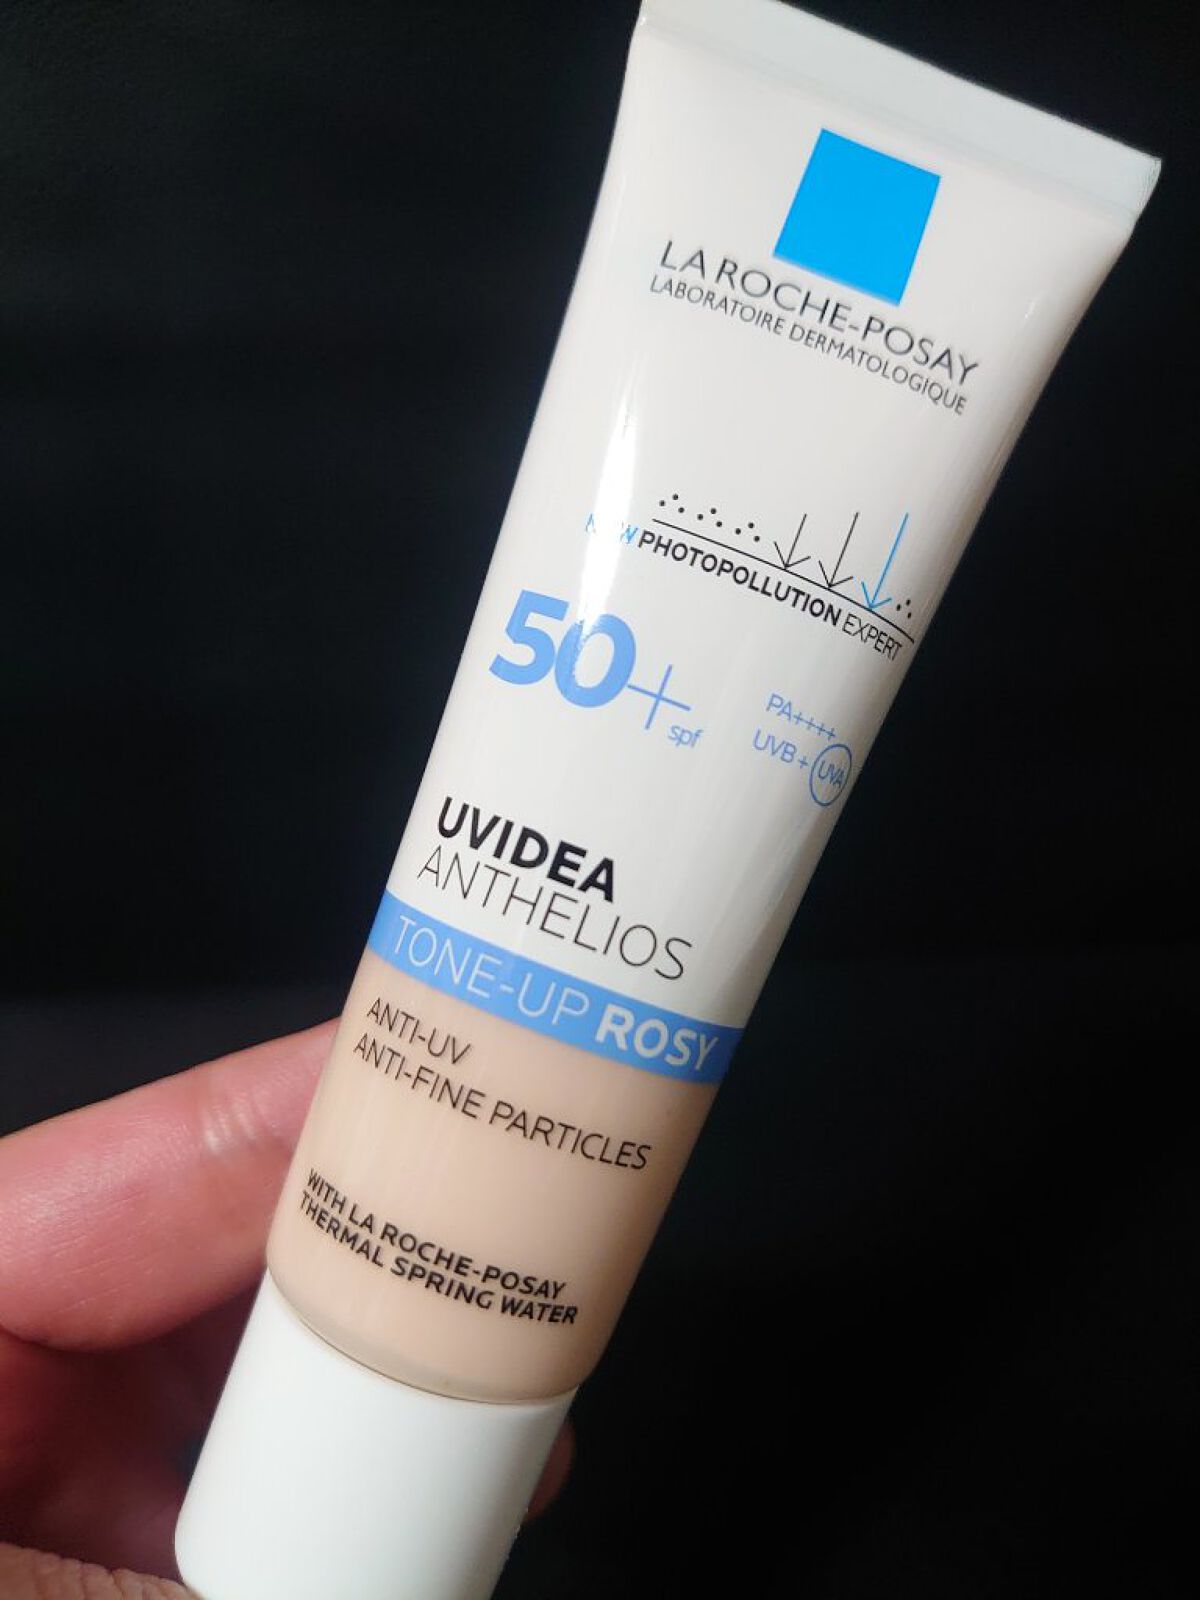 LA ROCHE-POSAY
LABORATOIRE DERMATOLOGIQUE
NEW PHOTOPOLLUTION EXPERT
50+
spf
PA++++
UVB+ UVA
UVIDEA
ANTHELIOS
TONE-UP ROSY
ANTI-UV
ANTI-FINE PARTICLES
WITH LA ROCHE-POSAY
THERMAL SPRING WATER